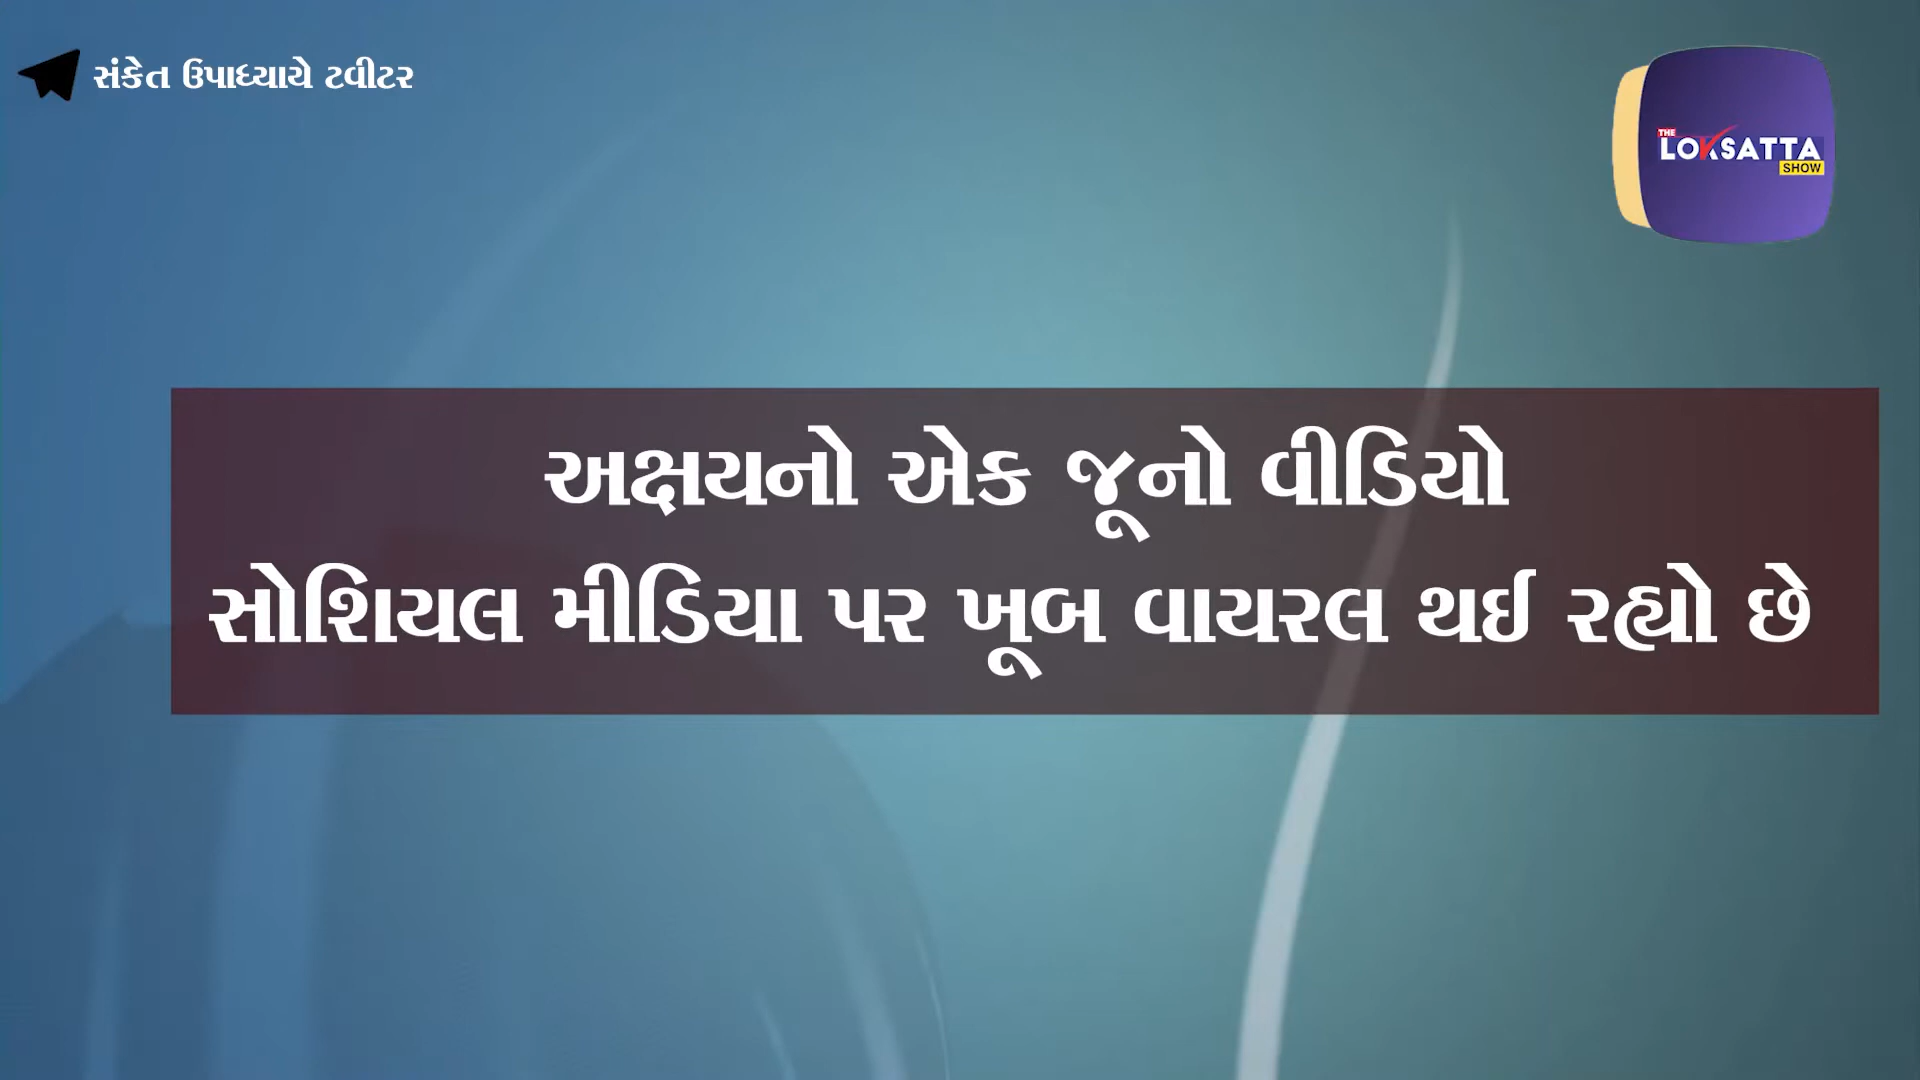 સંકેત ઉપાધ્યાયે ટવીટર
THE
LOKSATTA
SHOW
અક્ષયનો એક જૂનો વીડિયો
સોશિયલ મીડિયા પર ખૂબ વાયરલ થઈ રહ્યો છે